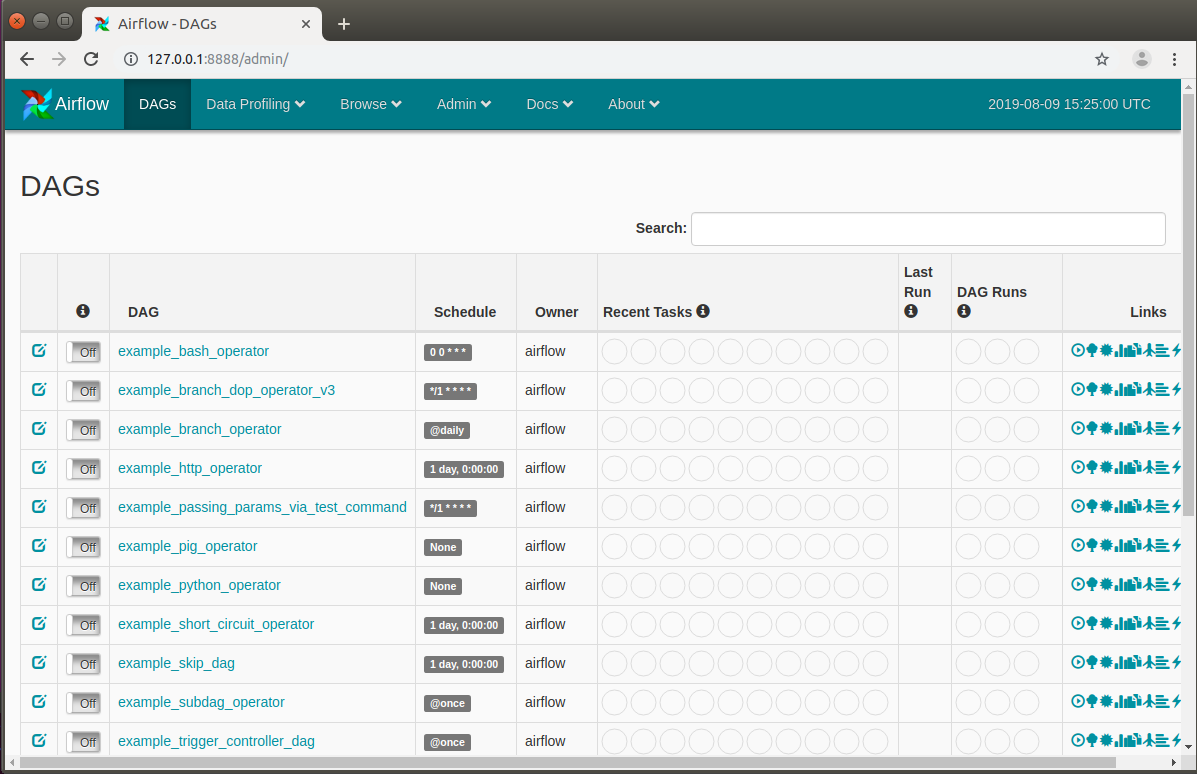 Airflow - DAGs
127.0.0.1:8888/admin/
Airflow DAGs Data Profiling Browse Admin Docs About 2019-08-09 15:25:00 UTC
DAGs
Search:
DAG Schedule Owner Recent Tasks Last Run DAG Runs Links
Off example_bash_operator 0 0 * * * airflow
Off example_branch_dop_operator_v3 */1 * * * * airflow
Off example_branch_operator @daily airflow
Off example_http_operator 1 day, 0:00:00 airflow
Off example_passing_params_via_test_command */1 * * * * airflow
Off example_pig_operator None airflow
Off example_python_operator None airflow
Off example_short_circuit_operator 1 day, 0:00:00 airflow
Off example_skip_dag 1 day, 0:00:00 airflow
Off example_subdag_operator @once airflow
Off example_trigger_controller_dag @once airflow